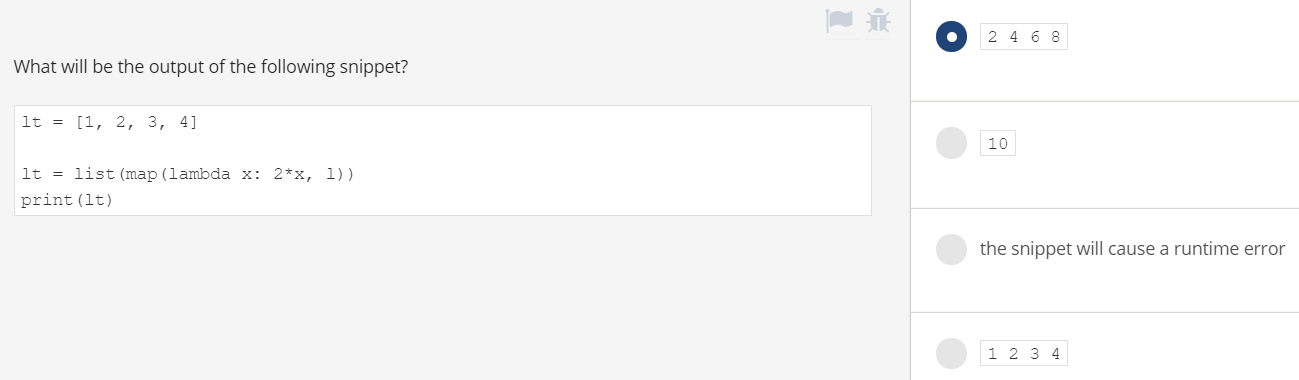 What will be the output of the following snippet?
lt = [1, 2, 3, 4]
lt = list(map(lambda x: 2*x, l))
print(lt)
2 4 6 8
10
the snippet will cause a runtime error
1 2 3 4